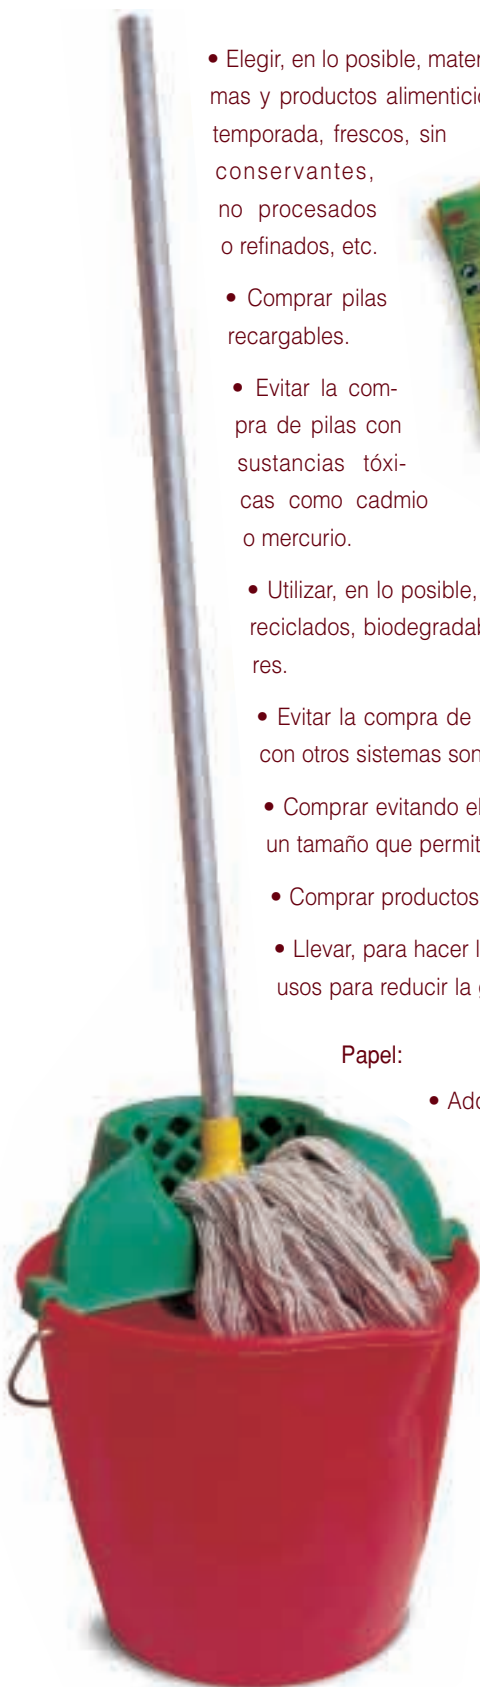 • Elegir, en lo posible, mater
mas y productos alimentici
temporada, frescos, sin
conservantes,
no procesados
o refinados, etc.
• Comprar pilas
recargables.
• Evitar la com-
pra de pilas con
sustancias tóxi-
cas como cadmio
o mercurio.
• Utilizar, en lo posible,
reciclados, biodegradab
res.
• Evitar la compra de
con otros sistemas son
• Comprar evitando el
un tamaño que permit
• Comprar productos
• Llevar, para hacer l
usos para reducir la g
Papel:
• Ado